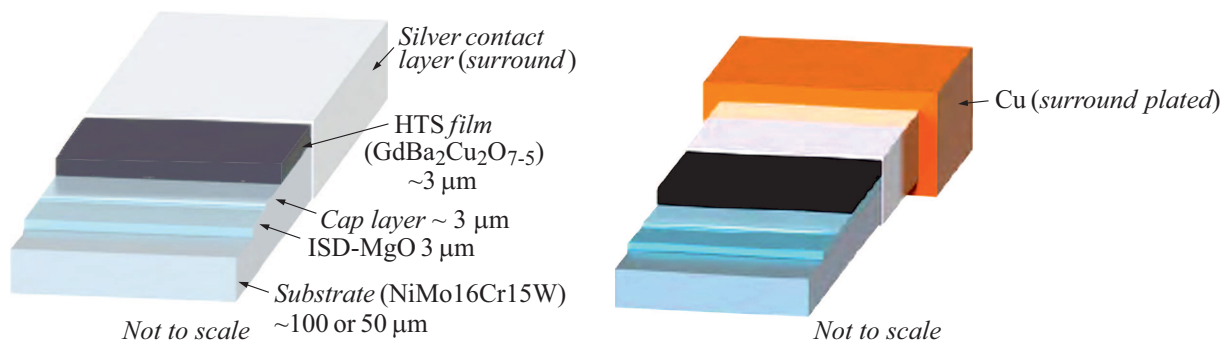 Silver contact
layer (surround)
HTS film
(GdBa₂Cu₂O₇₋₅)
~3 μm
Cap layer ~ 3 μm
ISD-MgO 3 μm
Substrate (NiMo16Cr15W)
~100 or 50 μm
Not to scale
Cu (surround plated)
Not to scale